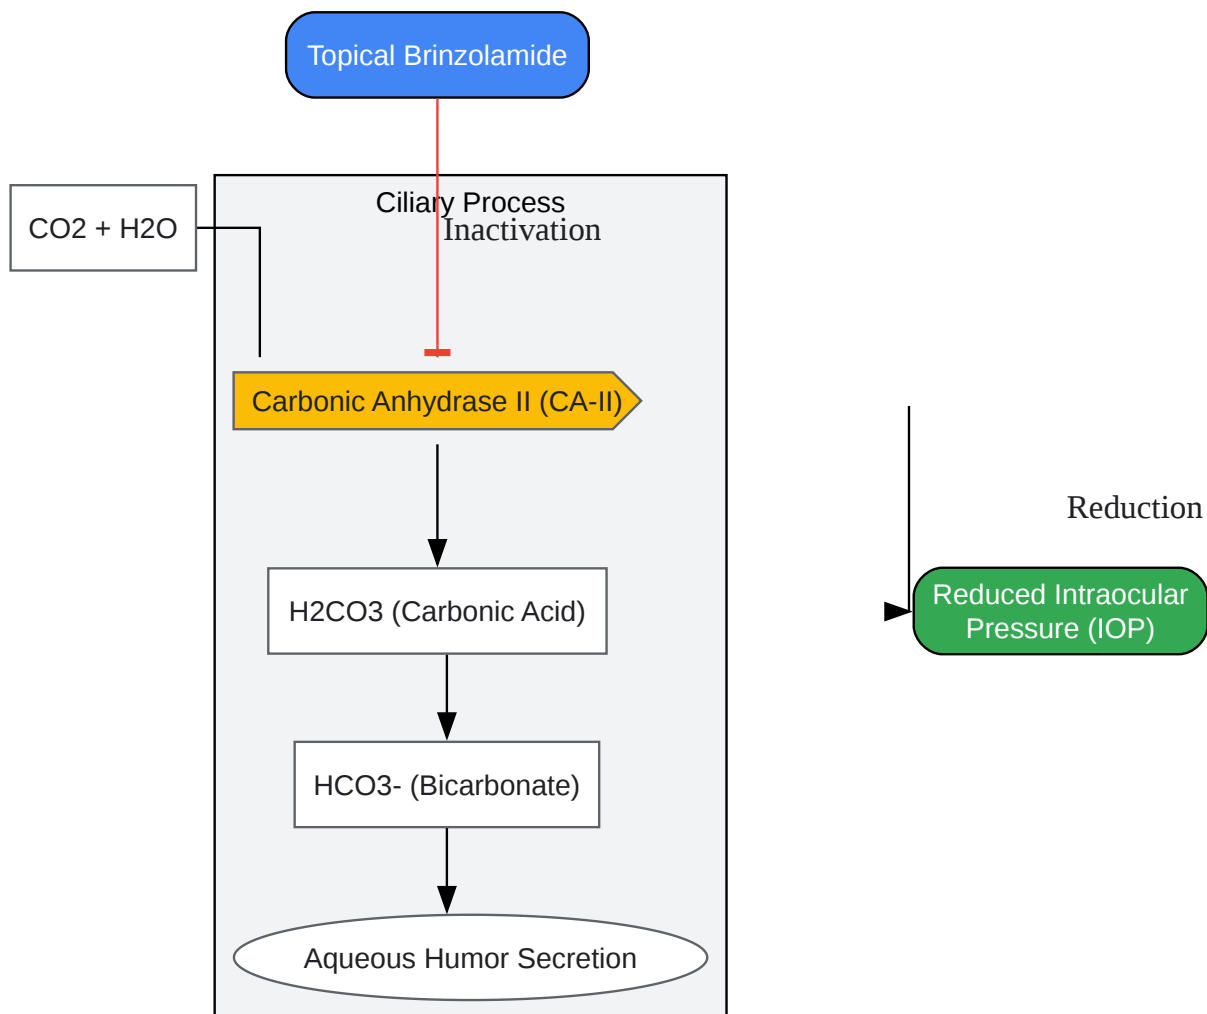 Topical Brinzolamide
Ciliary Process
CO2 + H2O
Inactivation
Carbonic Anhydrase II (CA-II)
Reduction
H2CO3 (Carbonic Acid)
Reduced Intraocular
Pressure (IOP)
HCO3- (Bicarbonate)
Aqueous Humor Secretion